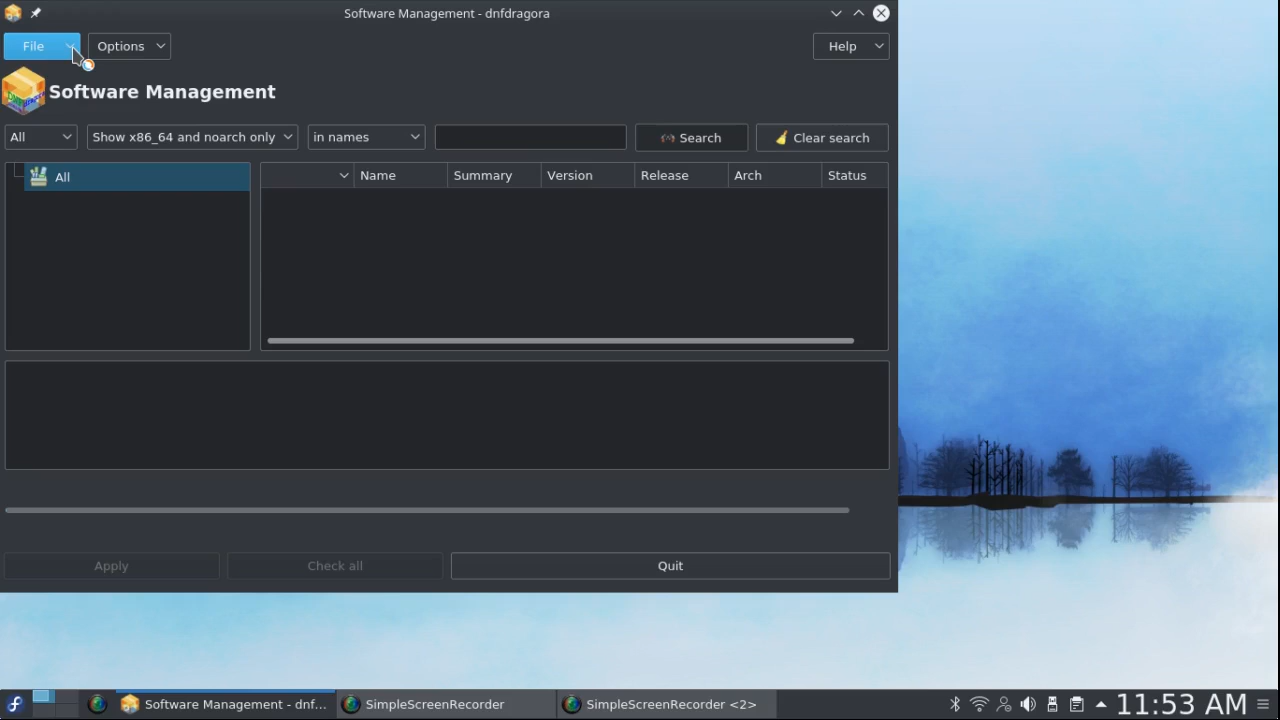 Software Management - dnfdragora
File Options Help
Software Management
All Show x86_64 and noarch only in names Search Clear search
All
Name Summary Version Release Arch Status
Apply Check all Quit
Software Management - dnf... SimpleScreenRecorder SimpleScreenRecorder <2> 11:53 AM